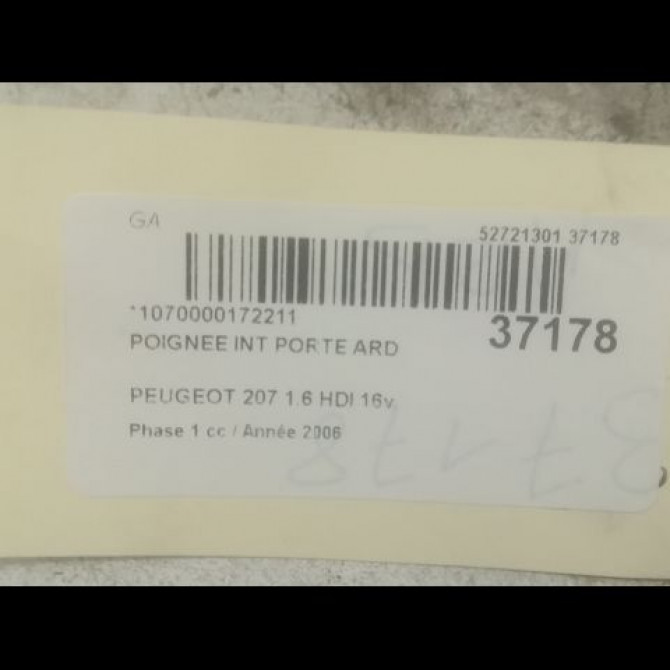 GA
52721301 37178
*1070000172211
37178
POIGNEE INT PORTE ARD
PEUGEOT 207 1.6 HDI 16v
Phase 1 cc / Année 2006
37178